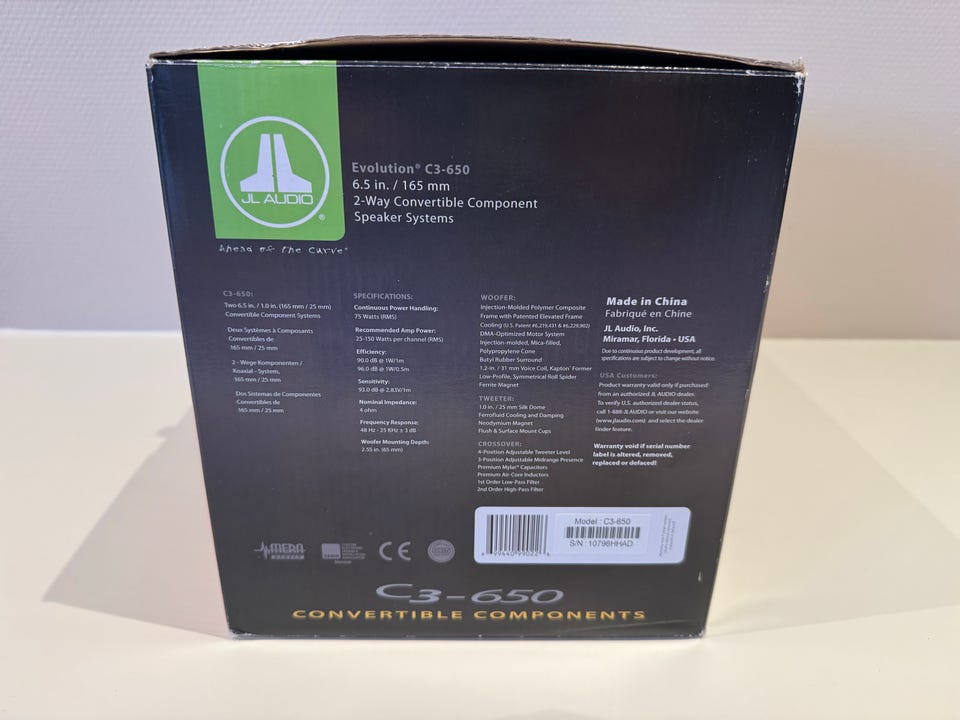 JL AUDIO
®
Ahead of the Curve
Evolution® C3-650
6.5 in. / 165 mm
2-Way Convertible Component
Speaker Systems
C3-650:
Two 6.5 in. / 1.0 in. (165 mm / 25 mm)
Convertible Component Systems
Deux Systèmes à Composants
Convertibles de
165 mm / 25 mm
2 - Wege Komponenten /
Koaxial - System,
165 mm / 25 mm
Dos Sistemas de Componentes
Convertibles de
165 mm / 25 mm
SPECIFICATIONS:
Continuous Power Handling:
75 Watts (RMS)
Recommended Amp Power:
25-150 Watts per channel (RMS)
Efficiency:
90.0 dB @ 1W/1m
96.0 dB @ 1W/0.5m
Sensitivity:
93.0 dB @ 2.83V/1m
Nominal Impedance:
4 ohm
Frequency Response:
48 Hz - 25 KHz ± 3 dB
Woofer Mounting Depth:
2.55 in. (65 mm)
WOOFER:
Injection-Molded Polymer Composite
Frame with Patented Elevated Frame
Cooling (U.S. Patent #6,219,431 & #6,229,902)
DMA-Optimized Motor System
Injection-molded, Mica-filled,
Polypropylene Cone
Butyl Rubber Surround
1.2-in. / 31 mm Voice Coil, Kapton® Former
Low-Profile, Symmetrical Roll Spider
Ferrite Magnet
TWEETER:
1.0 in. / 25 mm Silk Dome
Ferrofluid Cooling and Damping
Neodymium Magnet
Flush & Surface Mount Cups
CROSSOVER:
4-Position Adjustable Tweeter Level
3-Position Adjustable Midrange Presence
Premium Mylar® Capacitors
Premium Air-Core Inductors
1st Order Low-Pass Filter
2nd Order High-Pass Filter
Made in China
Fabriqué en Chine
JL Audio, Inc.
Miramar, Florida • USA
Due to continuous product development, all
specifications are subject to change without notice.
USA Customers:
Product warranty valid only if purchased
from an authorized JL AUDIO dealer.
To verify U.S. authorized dealer status,
call 1-888-JLAUDIO or visit our website
(www.jlaudio.com) and select the dealer
finder feature.
Warranty void if serial number
label is altered, removed,
replaced or defaced!
Model : C3-650
S/N : 10798HHAD
6 99440 99022 6
MERA
CE
C3-650
CONVERTIBLE COMPONENTS